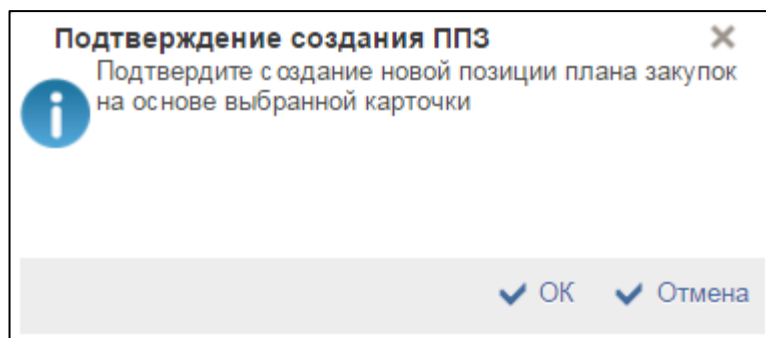 Подтверждение создания ППЗ
Подтвердите создание новой позиции плана закупок
на основе выбранной карточки
ОК
Отмена